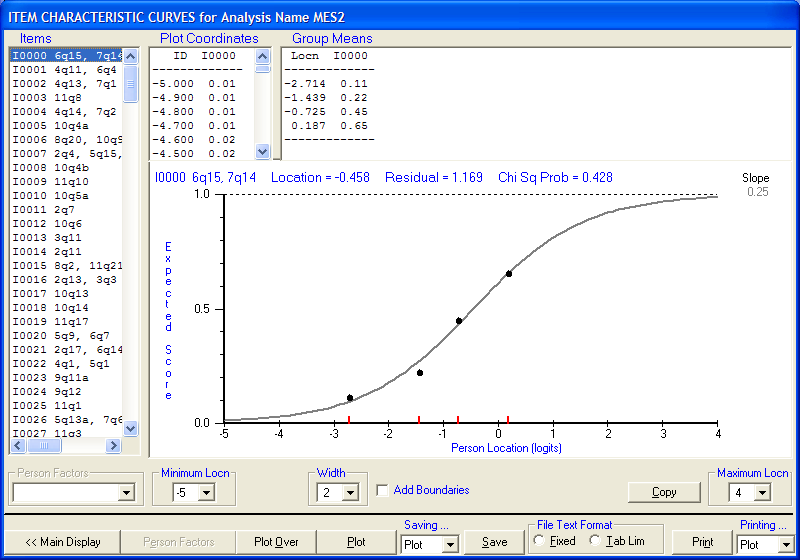 ITEM CHARACTERISTIC CURVES for Analysis Name MES2
Items
I0000 6q15, 7q14
I0001 4q11, 6q4
I0002 4q13, 7q1
I0003 11q8
I0004 4q14, 7q2
I0005 10q4a
I0006 8q20, 10q5
I0007 2q4, 5q15,
I0008 10q4b
I0009 11q10
I0010 10q5a
I0011 2q7
I0012 10q6
I0013 3q11
I0014 2q11
I0015 8q2, 11q21
I0016 2q13, 3q3
I0017 10q13
I0018 10q14
I0019 11q17
I0020 5q9, 6q7
I0021 2q17, 6q14
I0022 4q1, 5q1
I0023 9q11a
I0024 9q12
I0025 11q1
I0026 5q13a, 7q6
I0027 11q3
Plot Coordinates
ID I0000
---------------
-5.000 0.01
-4.900 0.01
-4.800 0.01
-4.700 0.01
-4.600 0.02
-4.500 0.02
Group Means
Locn I0000
---------------
-2.714 0.11
-1.439 0.22
-0.725 0.45
0.187 0.65
---------------
I0000 6q15, 7q14 Location = -0.458 Residual = 1.169 Chi Sq Prob = 0.428
Slope
0.25
1.0
0.5
0.0
Expected Score
-5 -4 -3 -2 -1 0 1 2 3 4
Person Location (logits)
Person Factors
Minimum Locn
-5
Width
2
Add Boundaries
Copy
Maximum Locn
4
<< Main Display
Person Factors
Plot Over
Plot
Saving ...
Plot
Save
File Text Format
Fixed
Tab Lim
Print
Printing ...
Plot